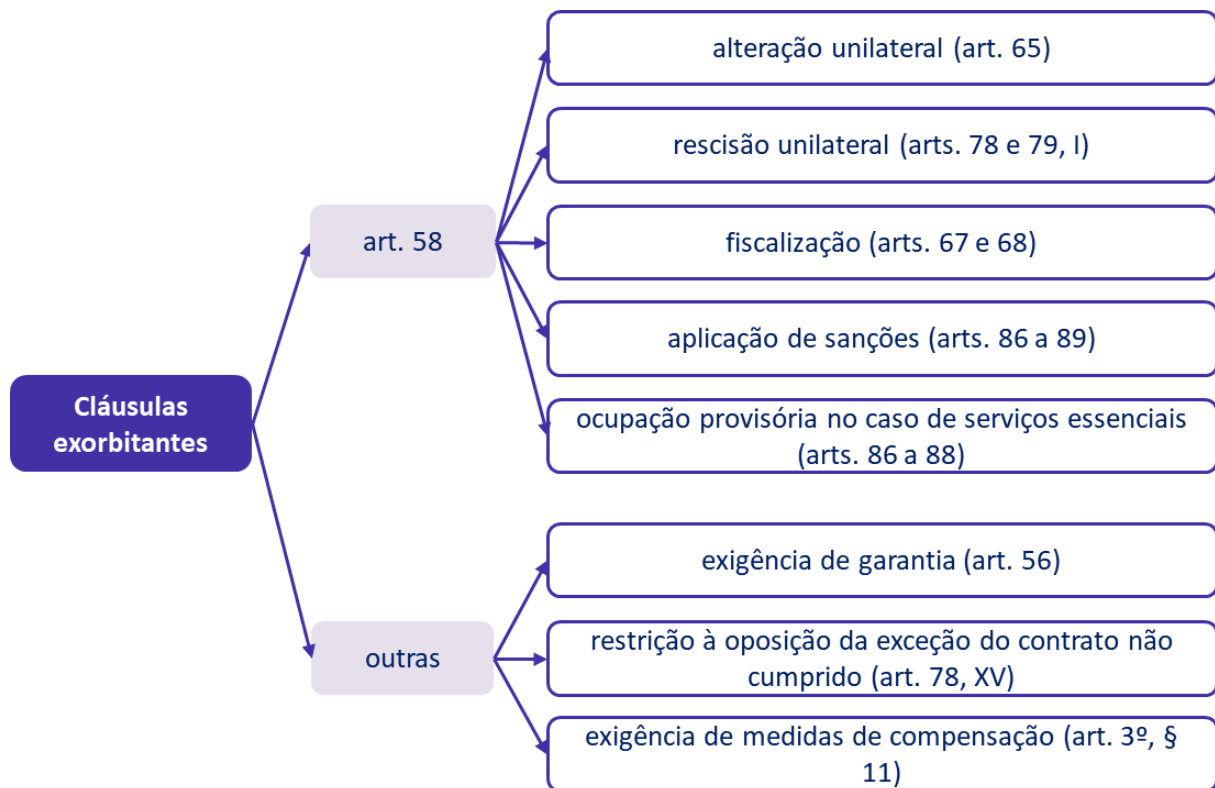 Cláusulas
exorbitantes
art. 58
alteração unilateral (art. 65)
rescisão unilateral (arts. 78 e 79, I)
fiscalização (arts. 67 e 68)
aplicação de sanções (arts. 86 a 89)
ocupação provisória no caso de serviços essenciais
(arts. 86 a 88)
outras
exigência de garantia (art. 56)
restrição à oposição da exceção do contrato não
cumprido (art. 78, XV)
exigência de medidas de compensação (art. 3º, §
11)